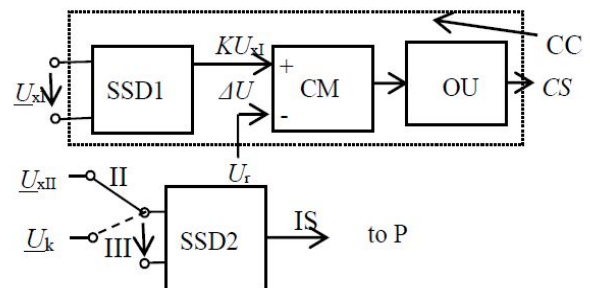 KU_xI
CC
U_xI
SSD1
+
CM
OU
CS
ΔU
-
U_r
U_xII
II
U_k
III
SSD2
IS
to P